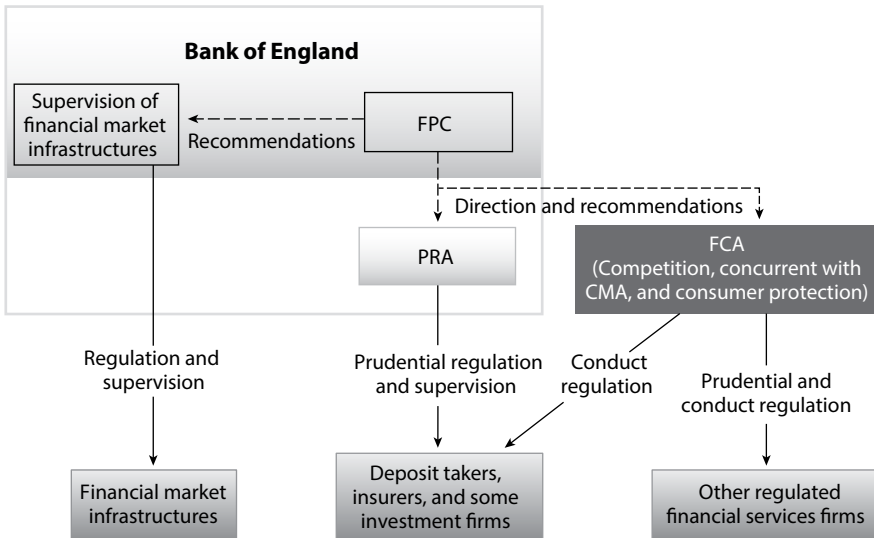 Bank of England
Supervision of
financial market
infrastructures
Recommendations
FPC
Direction and recommendations
PRA
FCA
(Competition, concurrent with
CMA, and consumer protection)
Regulation and
supervision
Prudential regulation
and supervision
Conduct
regulation
Prudential and
conduct regulation
Financial market
infrastructures
Deposit takers,
insurers, and some
investment firms
Other regulated
financial services firms